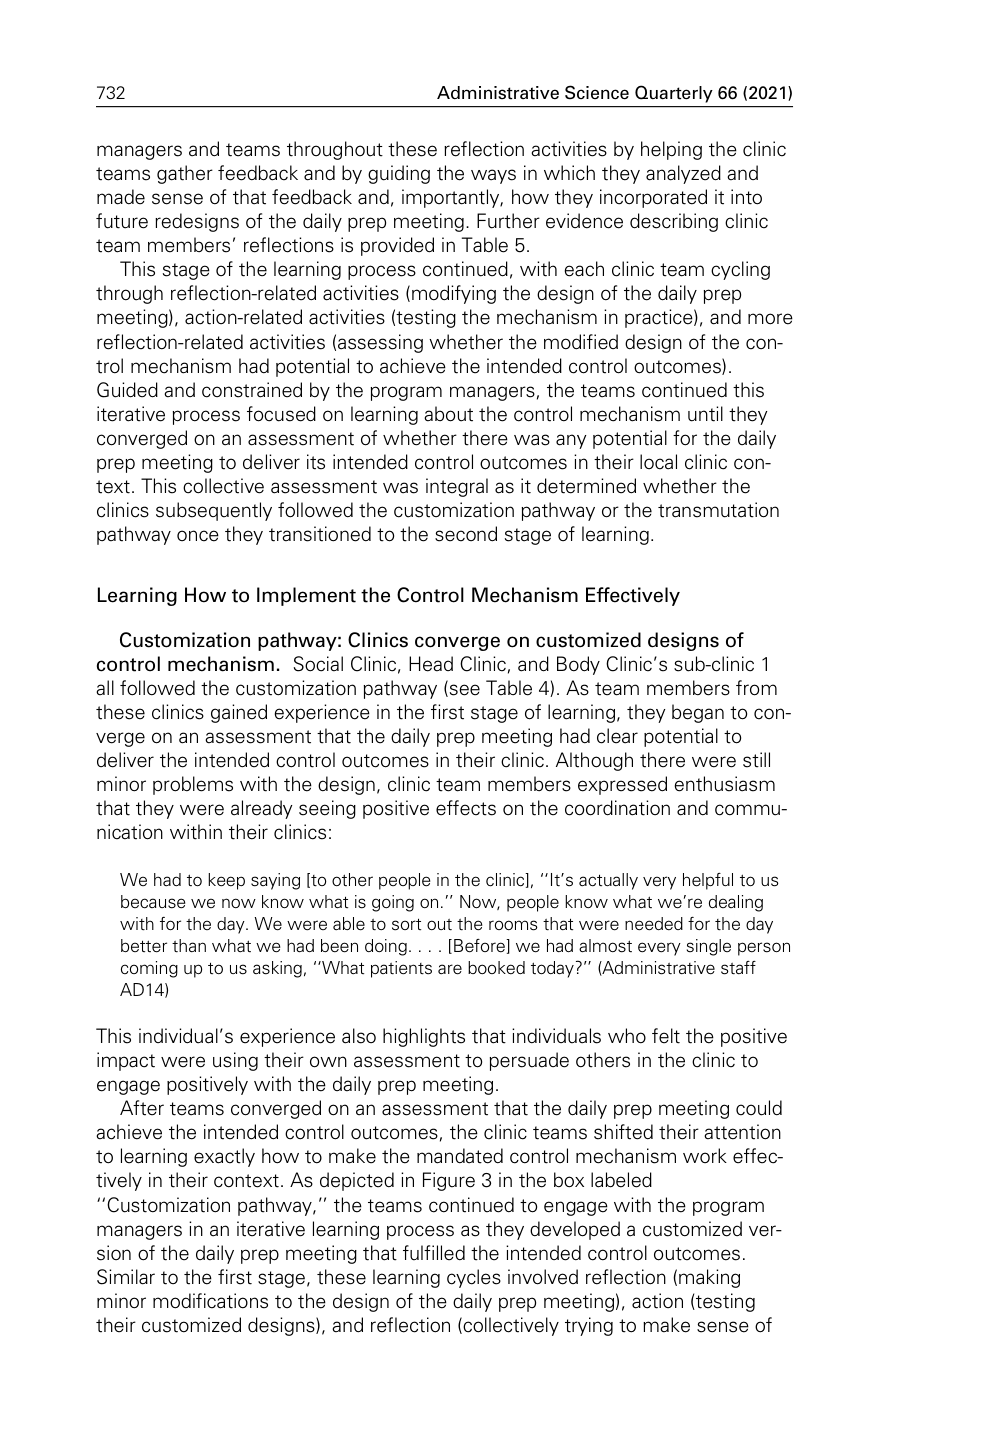 732
Administrative Science Quarterly 66 (2021)
managers and teams throughout these reflection activities by helping the clinic
teams gather feedback and by guiding the ways in which they analyzed and
made sense of that feedback and, importantly, how they incorporated it into
future redesigns of the daily prep meeting. Further evidence describing clinic
team members’ reflections is provided in Table 5.
This stage of the learning process continued, with each clinic team cycling
through reflection-related activities (modifying the design of the daily prep
meeting), action-related activities (testing the mechanism in practice), and more
reflection-related activities (assessing whether the modified design of the con-
trol mechanism had potential to achieve the intended control outcomes).
Guided and constrained by the program managers, the teams continued this
iterative process focused on learning about the control mechanism until they
converged on an assessment of whether there was any potential for the daily
prep meeting to deliver its intended control outcomes in their local clinic con-
text. This collective assessment was integral as it determined whether the
clinics subsequently followed the customization pathway or the transmutation
pathway once they transitioned to the second stage of learning.
Learning How to Implement the Control Mechanism Effectively
Customization pathway: Clinics converge on customized designs of
control mechanism. Social Clinic, Head Clinic, and Body Clinic’s sub-clinic 1
all followed the customization pathway (see Table 4). As team members from
these clinics gained experience in the first stage of learning, they began to con-
verge on an assessment that the daily prep meeting had clear potential to
deliver the intended control outcomes in their clinic. Although there were still
minor problems with the design, clinic team members expressed enthusiasm
that they were already seeing positive effects on the coordination and commu-
nication within their clinics:
We had to keep saying [to other people in the clinic], ‘‘It’s actually very helpful to us
because we now know what is going on.’’ Now, people know what we’re dealing
with for the day. We were able to sort out the rooms that were needed for the day
better than what we had been doing. . . . [Before] we had almost every single person
coming up to us asking, ‘‘What patients are booked today?’’ (Administrative staff
AD14)
This individual’s experience also highlights that individuals who felt the positive
impact were using their own assessment to persuade others in the clinic to
engage positively with the daily prep meeting.
After teams converged on an assessment that the daily prep meeting could
achieve the intended control outcomes, the clinic teams shifted their attention
to learning exactly how to make the mandated control mechanism work effec-
tively in their context. As depicted in Figure 3 in the box labeled
‘‘Customization pathway,’’ the teams continued to engage with the program
managers in an iterative learning process as they developed a customized ver-
sion of the daily prep meeting that fulfilled the intended control outcomes.
Similar to the first stage, these learning cycles involved reflection (making
minor modifications to the design of the daily prep meeting), action (testing
their customized designs), and reflection (collectively trying to make sense of